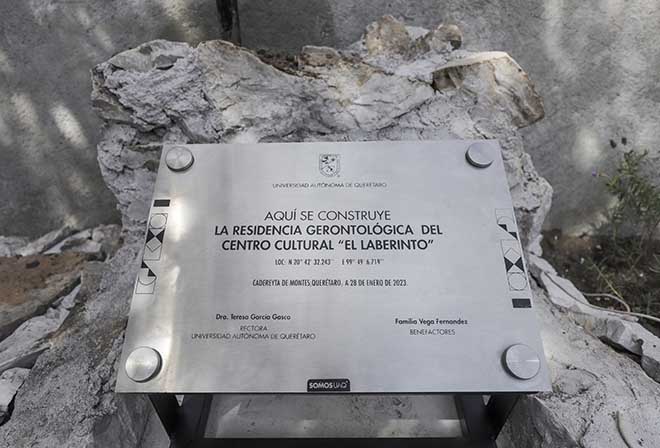 UNIVERSIDAD AUTÓNOMA DE QUERÉTARO
AQUÍ SE CONSTRUYE
LA RESIDENCIA GERONTOLÓGICA DEL
CENTRO CULTURAL "EL LABERINTO"
LOC: N 20° 42' 32.243" E 99° 49' 6.719"
CADEREYTA DE MONTES, QUERÉTARO. A 28 DE ENERO DE 2023.
Dra. Teresa García Gasca
RECTORA
UNIVERSIDAD AUTÓNOMA DE QUERÉTARO
Familia Vega Fernandez
BENEFACTORES
SOMOSUAQ